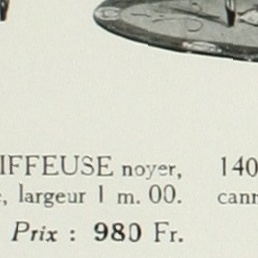 IFFEUSE noyer,
largeur 1 m. 00.
Prix : 980 Fr.
140
cann